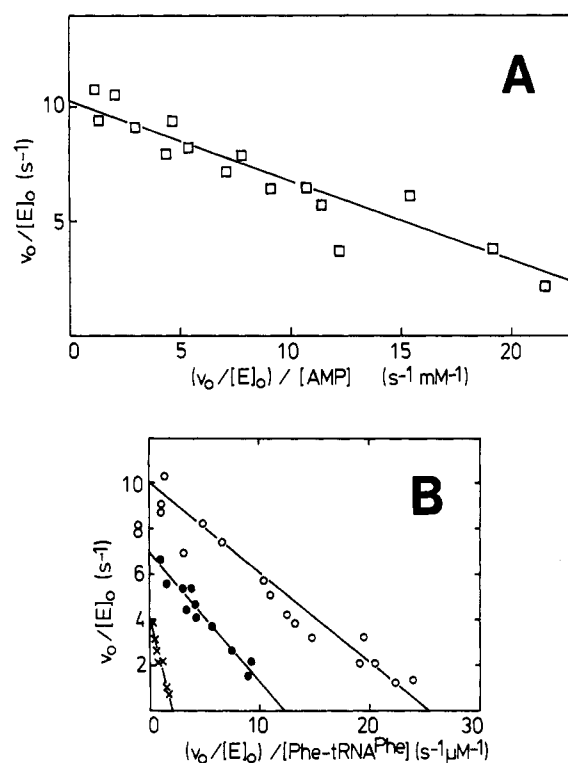 A
10
5
v₀/[E]₀ (s⁻¹)
0 5 10 15 20
(v₀/[E]₀) / [AMP] (s⁻¹ mM⁻¹)
B
10
8
6
4
2
v₀/[E]₀ (s⁻¹)
0 10 20 30
(v₀/[E]₀) / [Phe-tRNAᴾʰᵉ] (s⁻¹μM⁻¹)